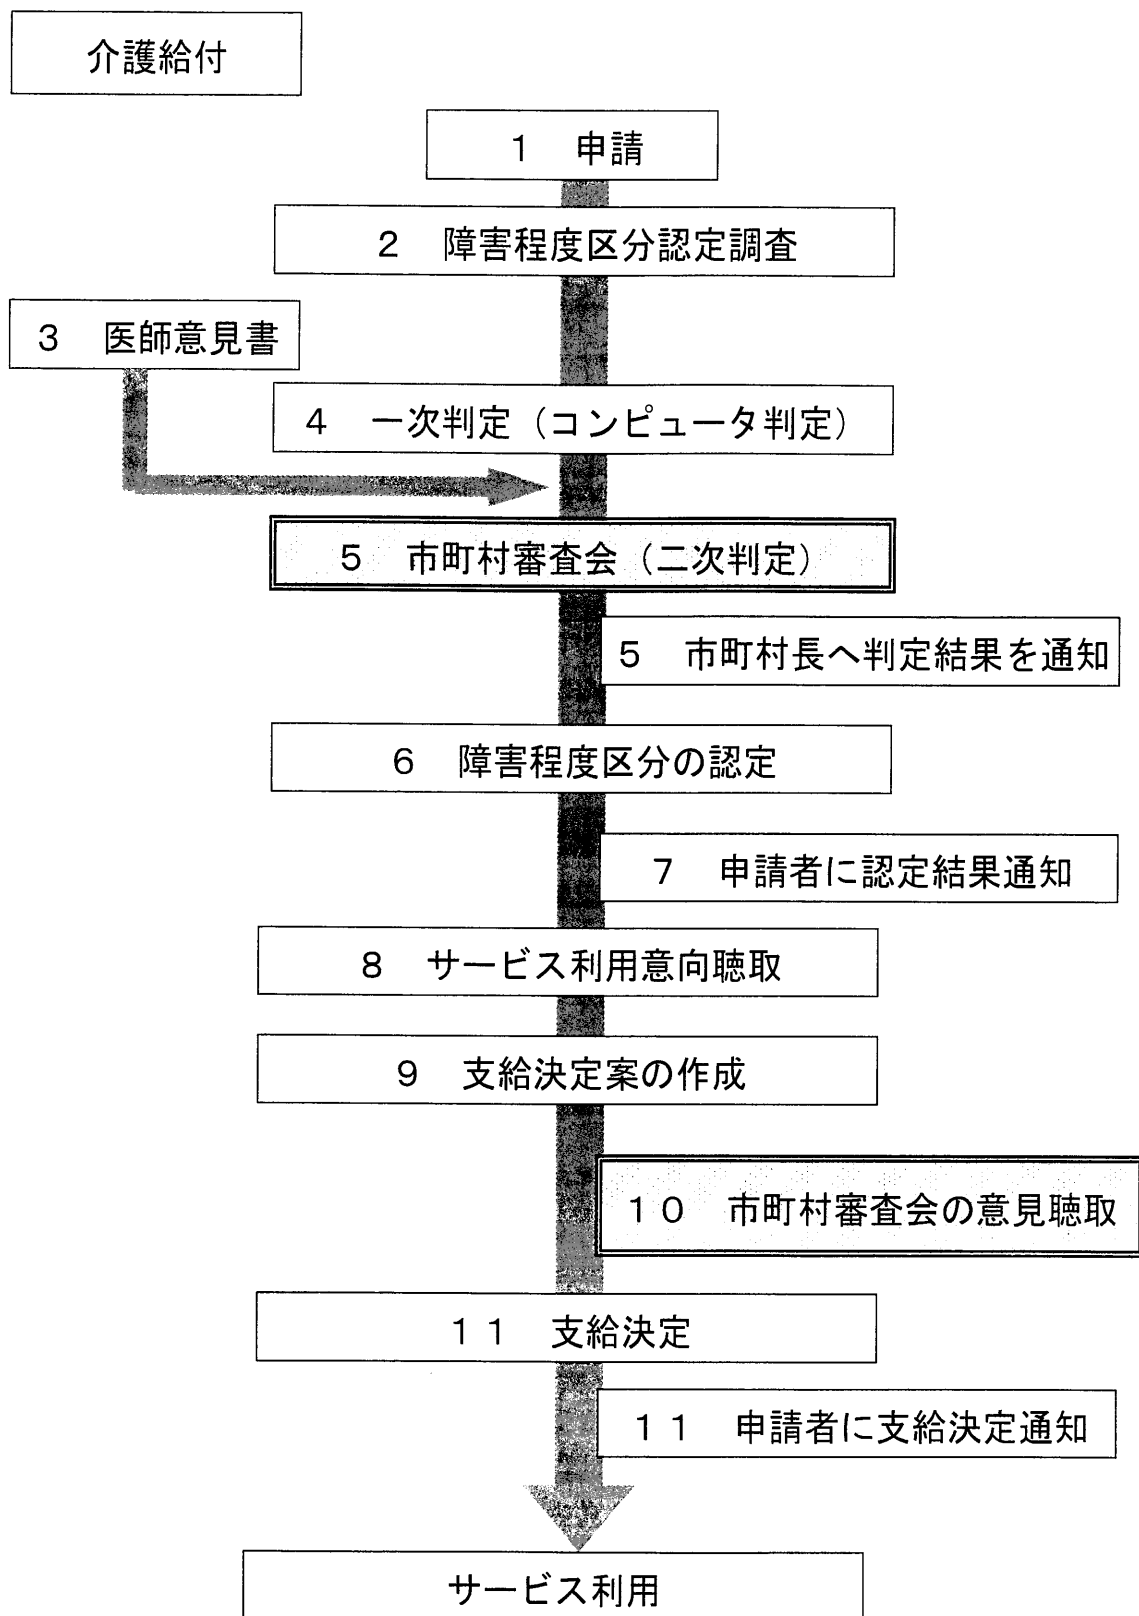 介護給付
1 申請
2 障害程度区分認定調査
3 医師意見書
4 一次判定（コンピュータ判定）
5 市町村審査会（二次判定）
5 市町村長へ判定結果を通知
6 障害程度区分の認定
7 申請者に認定結果通知
8 サービス利用意向聴取
9 支給決定案の作成
10 市町村審査会の意見聴取
11 支給決定
11 申請者に支給決定通知
サービス利用